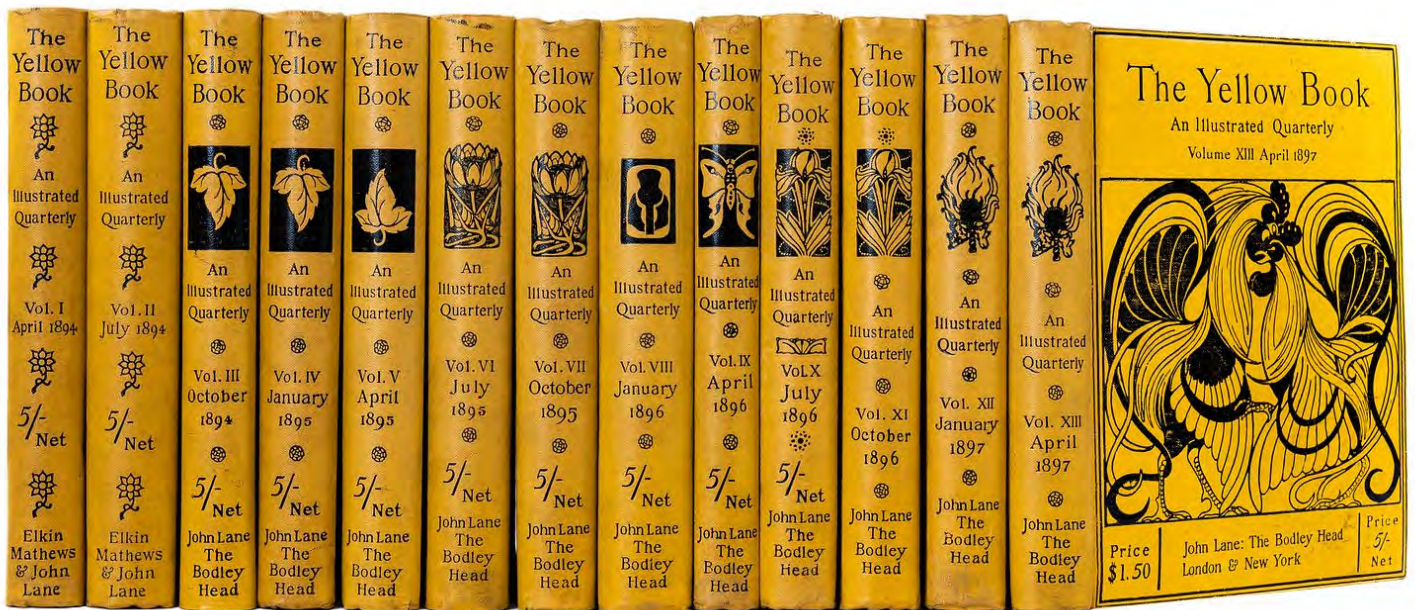 The
Yellow
Book
An
Illustrated
Quarterly
Vol. I
April 1894
5/-
Net
Elkin
Mathews
& John
Lane
The
Yellow
Book
An
Illustrated
Quarterly
Vol. II
July 1894
5/-
Net
Elkin
Mathews
& John
Lane
The
Yellow
Book
An
Illustrated
Quarterly
Vol. III
October
1894
5/-
Net
John Lane
The
Bodley
Head
The
Yellow
Book
An
Illustrated
Quarterly
Vol. IV
January
1895
5/-
Net
John Lane
The
Bodley
Head
The
Yellow
Book
An
Illustrated
Quarterly
Vol. V
April
1895
5/-
Net
John Lane
The
Bodley
Head
The
Yellow
Book
An
Illustrated
Quarterly
Vol. VI
July
1895
5/-
Net
John Lane
The
Bodley
Head
The
Yellow
Book
An
Illustrated
Quarterly
Vol. VII
October
1895
5/-
Net
John Lane
The
Bodley
Head
The
Yellow
Book
An
Illustrated
Quarterly
Vol. VIII
January
1896
5/-
Net
John Lane
The
Bodley
Head
The
Yellow
Book
An
Illustrated
Quarterly
Vol. IX
April
1896
5/-
Net
John Lane
The
Bodley
Head
The
Yellow
Book
An
Illustrated
Quarterly
Vol. X
July
1896
5/-
Net
John Lane
The
Bodley
Head
The
Yellow
Book
An
Illustrated
Quarterly
Vol. XI
October
1896
John Lane
The
Bodley
Head
The
Yellow
Book
An
Illustrated
Quarterly
Vol. XII
January
1897
John Lane
The
Bodley
Head
The
Yellow
Book
An
Illustrated
Quarterly
Vol. XIII
April
1897
John Lane
The
Bodley
Head
The Yellow Book
An Illustrated Quarterly
Volume XIII April 1897
Price
$1.50
John Lane: The Bodley Head
London & New York
Price
5/-
Net